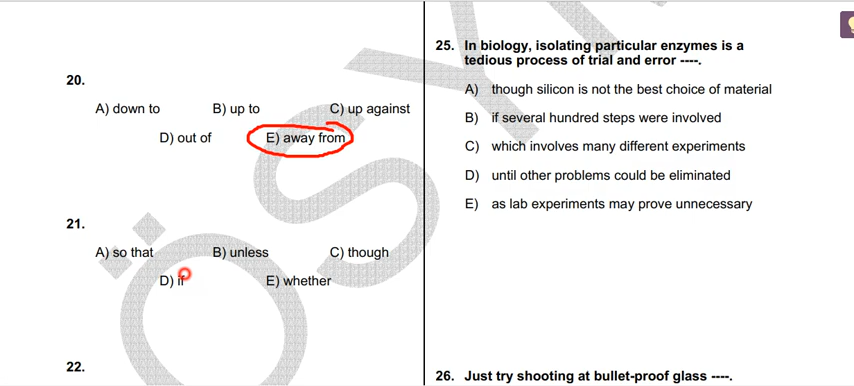 20.
A) down to B) up to C) up against
D) out of E) away from
21.
A) so that B) unless C) though
D) if E) whether
22.
25. In biology, isolating particular enzymes is a
tedious process of trial and error ----.
A) though silicon is not the best choice of material
B) if several hundred steps were involved
C) which involves many different experiments
D) until other problems could be eliminated
E) as lab experiments may prove unnecessary
26. Just try shooting at bullet-proof glass ----.
ÖSYM